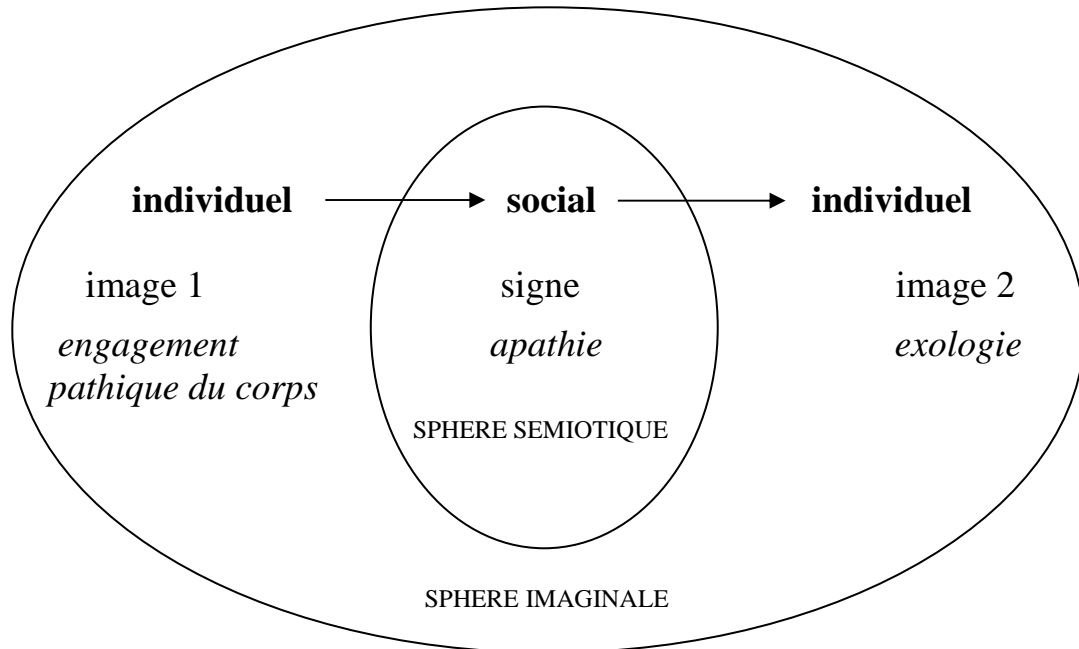 individuel social individuel
image 1 signe image 2
engagement apathie exologie
pathique du corps
SPHERE SEMIOTIQUE
SPHERE IMAGINALE